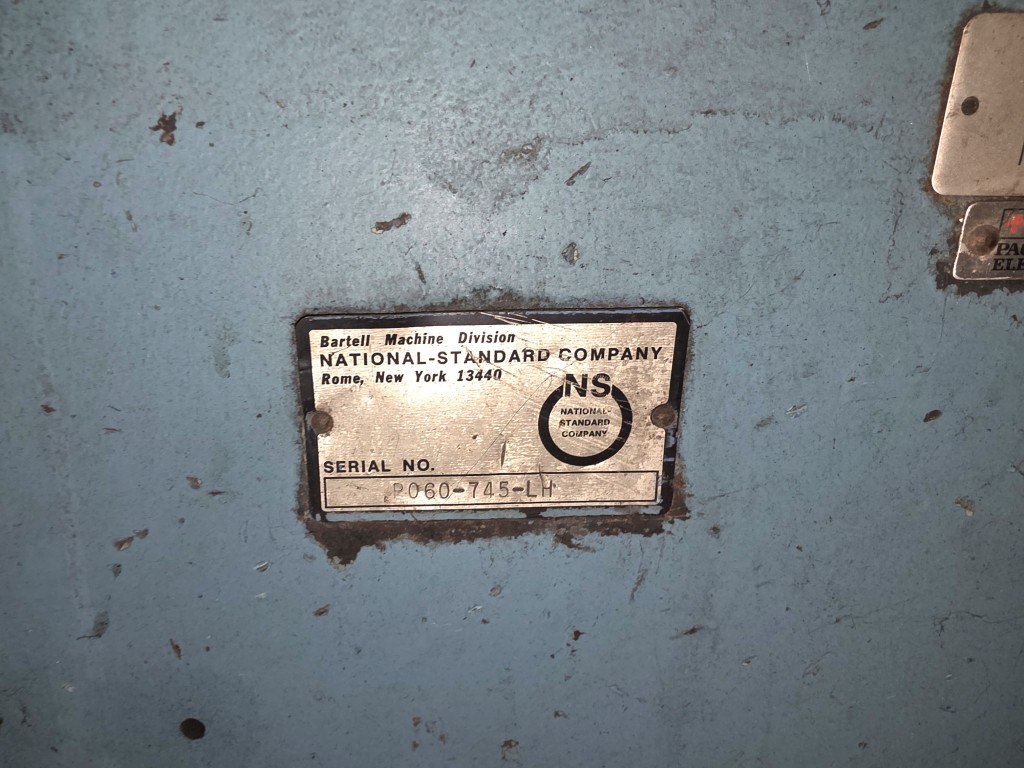 Bartell Machine Division
NATIONAL-STANDARD COMPANY
Rome, New York 13440
NS
NATIONAL-
STANDARD
COMPANY
SERIAL NO.
P060-745-LH